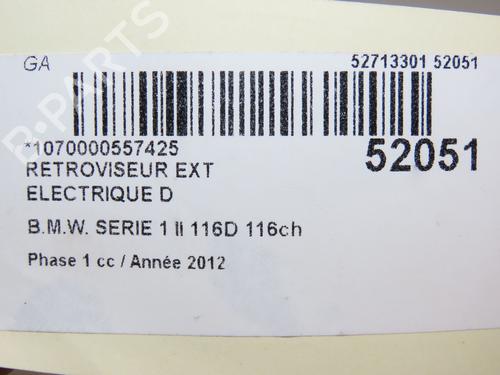 GA
52713301 52051
*1070000557425
52051
RETROVISEUR EXT
ELECTRIQUE D
B.M.W. SERIE 1 II 116D 116ch
Phase 1 cc / Année 2012
B-PARTS